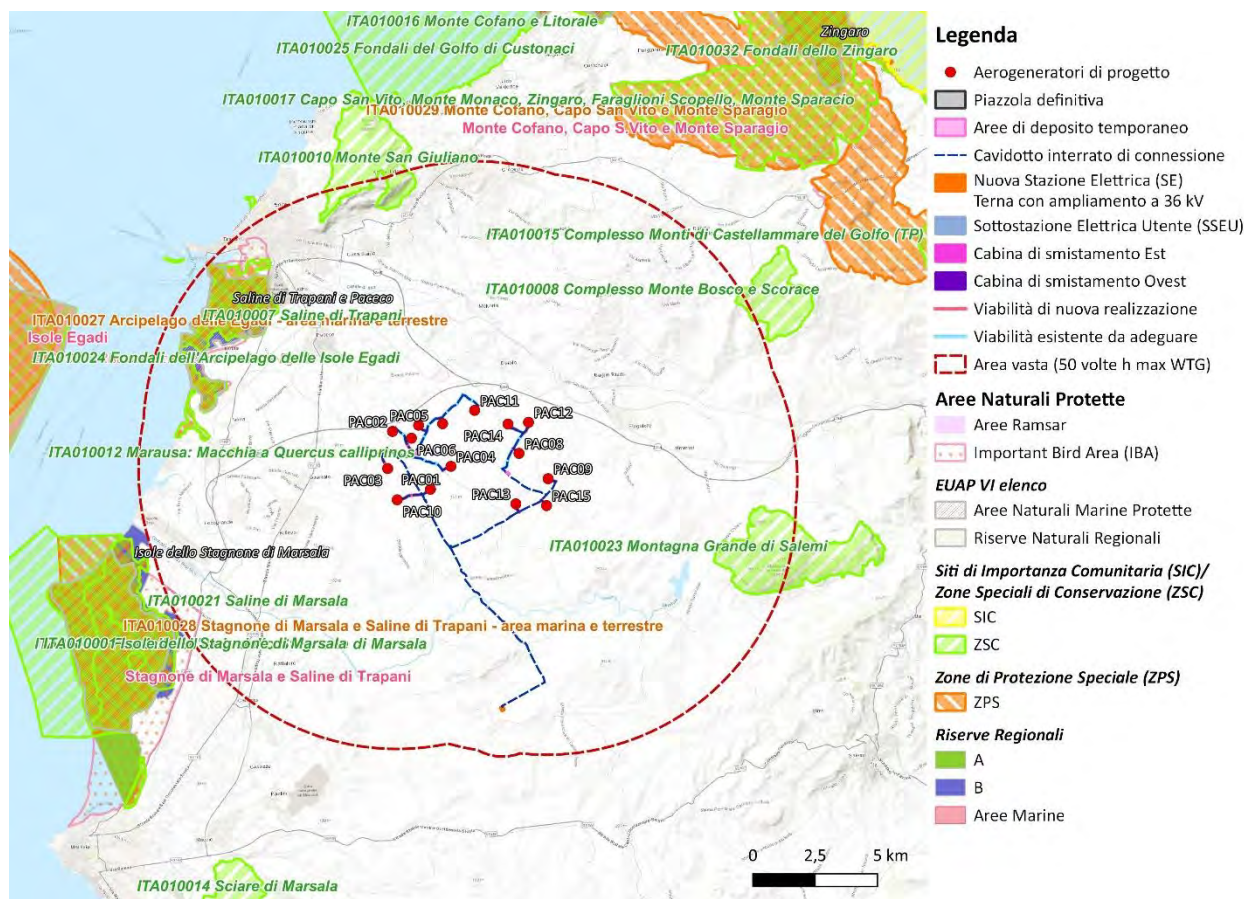 ITA010016 Monte Cofano e Litorale
Zingaro
ITA010025 Fondali del Golfo di Custonaci
ITA010032 Fondali dello Zingaro
ITA010017 Capo San Vito, Monte Monaco, Zingaro, Faraglioni Scopello, Monte Sparacio
ITA010029 Monte Cofano, Capo San Vito e Monte Sparagio
Monte Cofano, Capo S.Vito e Monte Sparagio
ITA010010 Monte San Giuliano
ITA010015 Complesso Monti di Castellammare del Golfo (TP)
ITA010008 Complesso Monte Bosco e Scorace
Saline di Trapani e Paceco
ITA010007 Saline di Trapani
ITA010027 Arcipelago delle Egadi - area marina e terrestre
Isole Egadi
ITA010024 Fondali dell'Arcipelago delle Isole Egadi
PAC11
PAC02
PAC05
PAC12
PAC14
PAC06
PAC08
ITA010012 Marausa: Macchia a Quercus calliprinos
PAC04
PAC03
PAC01
PAC09
PAC13
PAC15
PAC10
Isole dello Stagnone di Marsala
ITA010023 Montagna Grande di Salemi
ITA010021 Saline di Marsala
ITA010028 Stagnone di Marsala e Saline di Trapani - area marina e terrestre
ITA010001 Isole dello Stagnone di Marsala
di Marsala
Stagnone di Marsala e Saline di Trapani
ITA010014 Sciare di Marsala
0 2,5 5 km
Legenda
Aerogeneratori di progetto
Piazzola definitiva
Aree di deposito temporaneo
Cavidotto interrato di connessione
Nuova Stazione Elettrica (SE)
Terna con ampliamento a 36 kV
Sottostazione Elettrica Utente (SSEU)
Cabina di smistamento Est
Cabina di smistamento Ovest
Viabilità di nuova realizzazione
Viabilità esistente da adeguare
Area vasta (50 volte h max WTG)
Aree Naturali Protette
Aree Ramsar
Important Bird Area (IBA)
EUAP VI elenco
Aree Naturali Marine Protette
Riserve Naturali Regionali
Siti di Importanza Comunitaria (SIC)/
Zone Speciali di Conservazione (ZSC)
SIC
ZSC
Zone di Protezione Speciale (ZPS)
ZPS
Riserve Regionali
A
B
Aree Marine